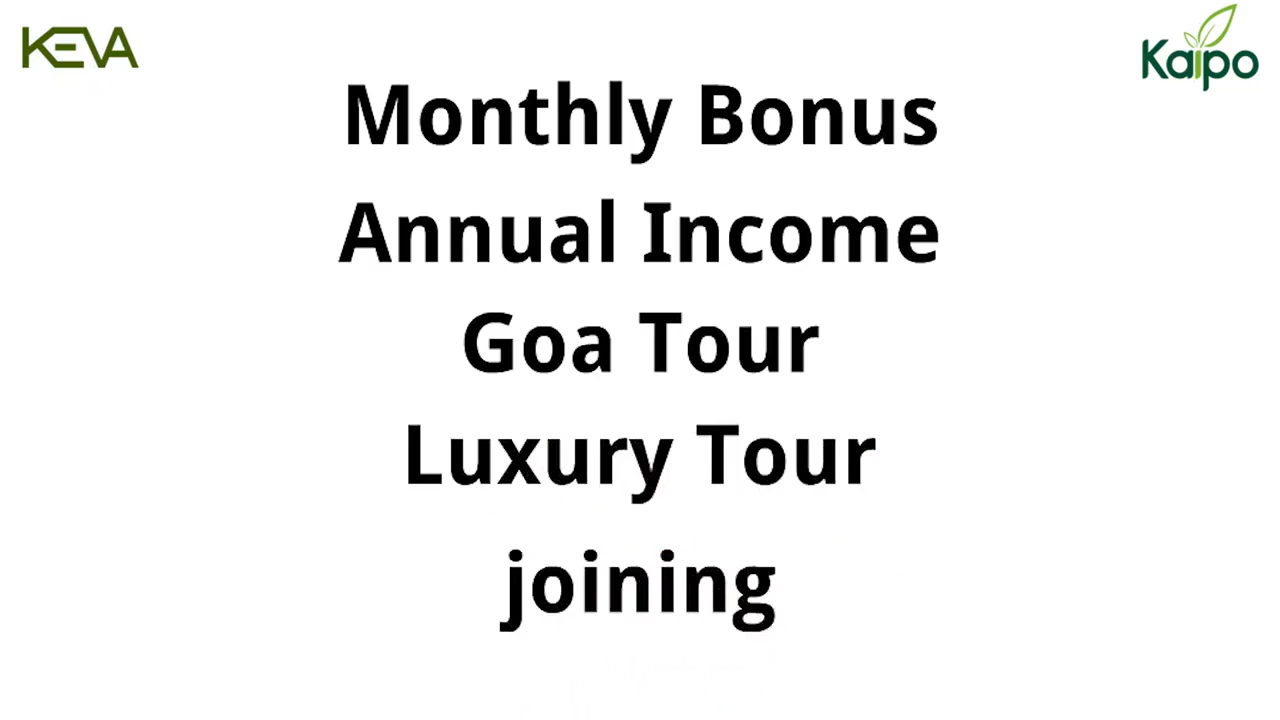 KEVA
Kaipo
Monthly Bonus
Annual Income
Goa Tour
Luxury Tour
joining